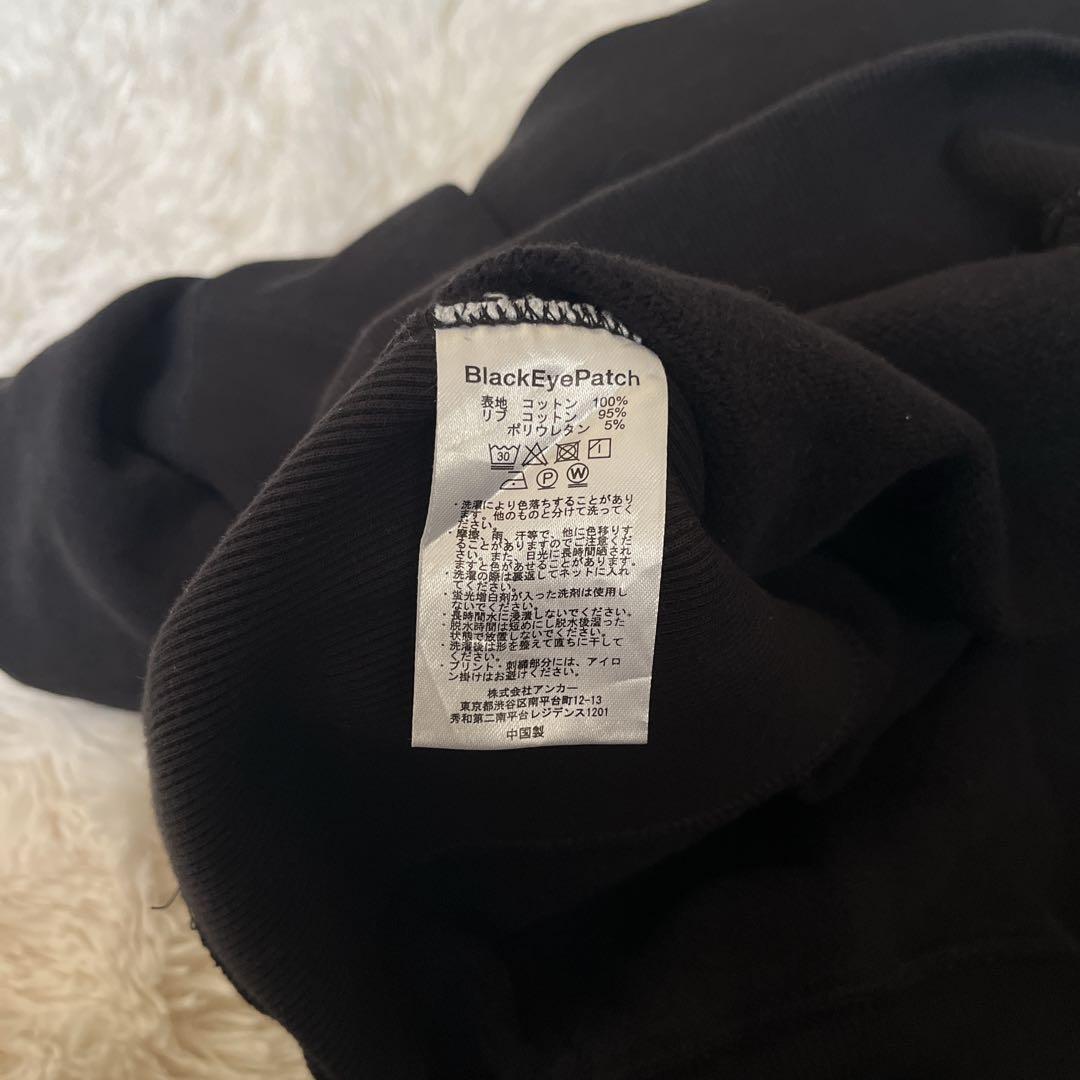 BlackEyePatch
表地 コットン 100%
リブ コットン 95%
ポリウレタン 5%
30
P W
・洗濯により色落ちすることがあり
ます。他のものと分けて洗ってく
ださい。
・摩擦、雨、汗等で、他に色移りす
ることがありますのでご注意くだ
さい。また、日光に長時間晒され
ますと色があせることがあります。
・洗濯の際は裏返してネットに入れ
てください。
・蛍光増白剤が入った洗剤は使用し
ないでください。
・長時間水に浸漬しないでください。
・脱水時間は短めにし脱水後湿った
状態で放置しないでください。
・洗濯後は形を整えて直ちに干して
ください。
・プリント・刺繍部分には、アイロ
ン掛けはお避けください。
株式会社アンカー
東京都渋谷区南平台町12-13
秀和第二南平台レジデンス1201
中国製